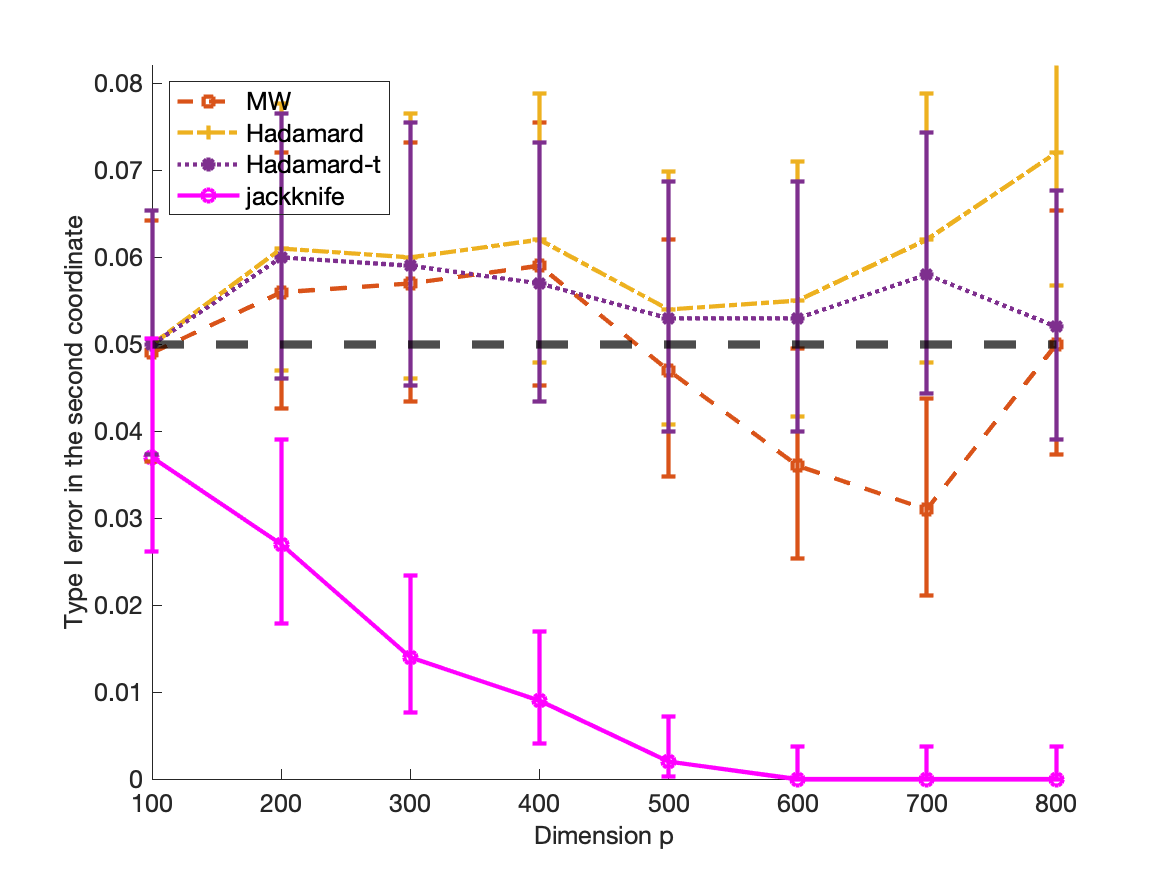 0.08
0.07
0.06
0.05
0.04
0.03
0.02
0.01
0
Type I error in the second coordinate
MW
Hadamard
Hadamard-t
jackknife
100 200 300 400 500 600 700 800
Dimension p